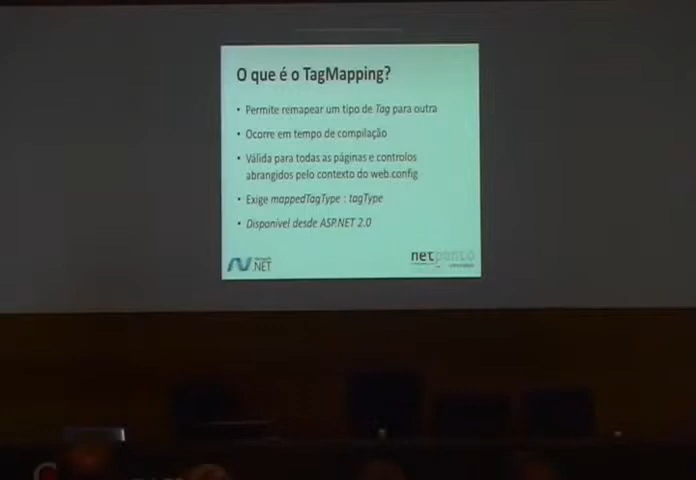 O que é o TagMapping?
• Permite remapear um tipo de Tag para outra
• Ocorre em tempo de compilação
• Válida para todas as páginas e controlos
abrangidos pelo contexto do web.config
• Exige mappedTagType : tagType
• Disponível desde ASP.NET 2.0
.NET
netponto